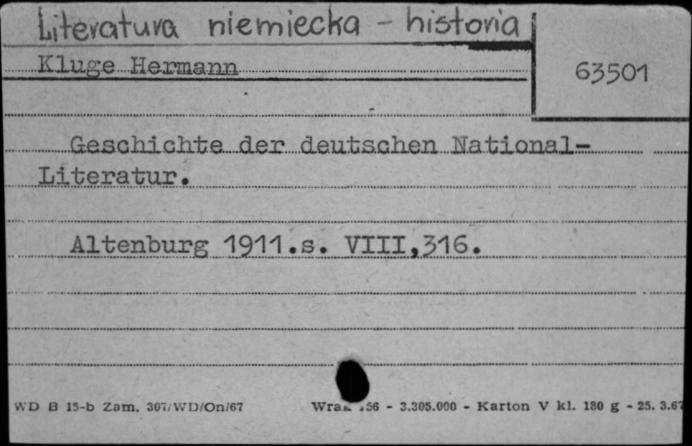 Literatura niemiecka - historia
Kluge Hermann
63501
Geschichte der deutschen National-
Literatur.
Altenburg 1911.s. VIII,316.
WD B 15-b Zam. 307/WD/On/67
56 - 3.305.000 - Karton V kl. 180 g - 25. 3.67